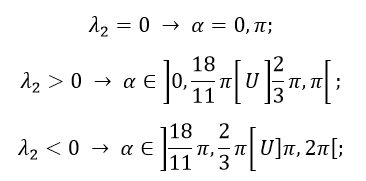 λ₂ = 0 → α = 0, π;
λ₂ > 0 → α ∈ ]0, 18/11 π[ U ]2/3 π, π[ ;
λ₂ < 0 → α ∈ ]18/11 π, 2/3 π[ U]π, 2π[;